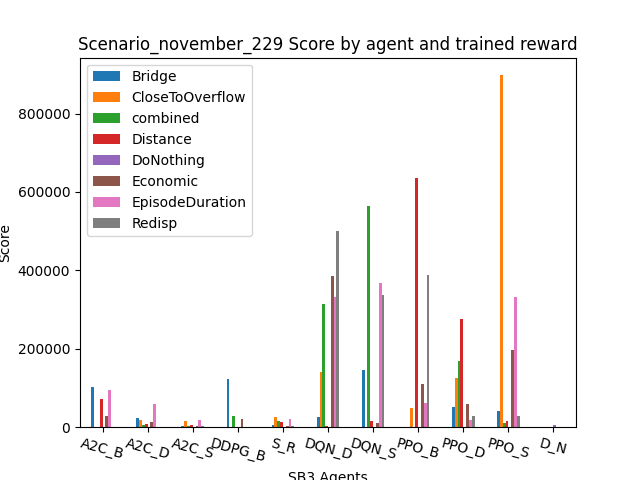 Scenario_november_229 Score by agent and trained reward
Bridge
CloseToOverflow
combined
Distance
DoNothing
Economic
EpisodeDuration
Redisp
Score
800000
600000
400000
200000
0
A2C_B A2C_D A2C_S DDPG_B S_R DQN_D DQN_S PPO_B PPO_D PPO_S D_N
SB3 Agents